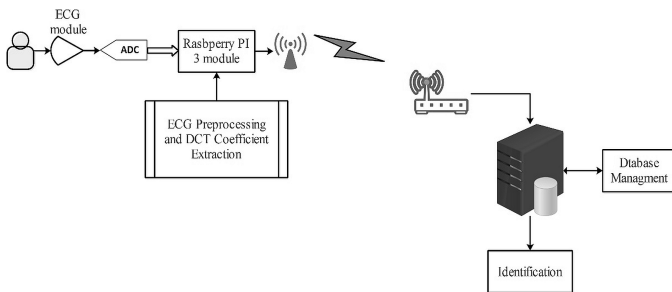 ECG
module
ADC
Rasbperry PI
3 module
ECG Preprocessing
and DCT Coefficient
Extraction
Dtabase
Managment
Identification